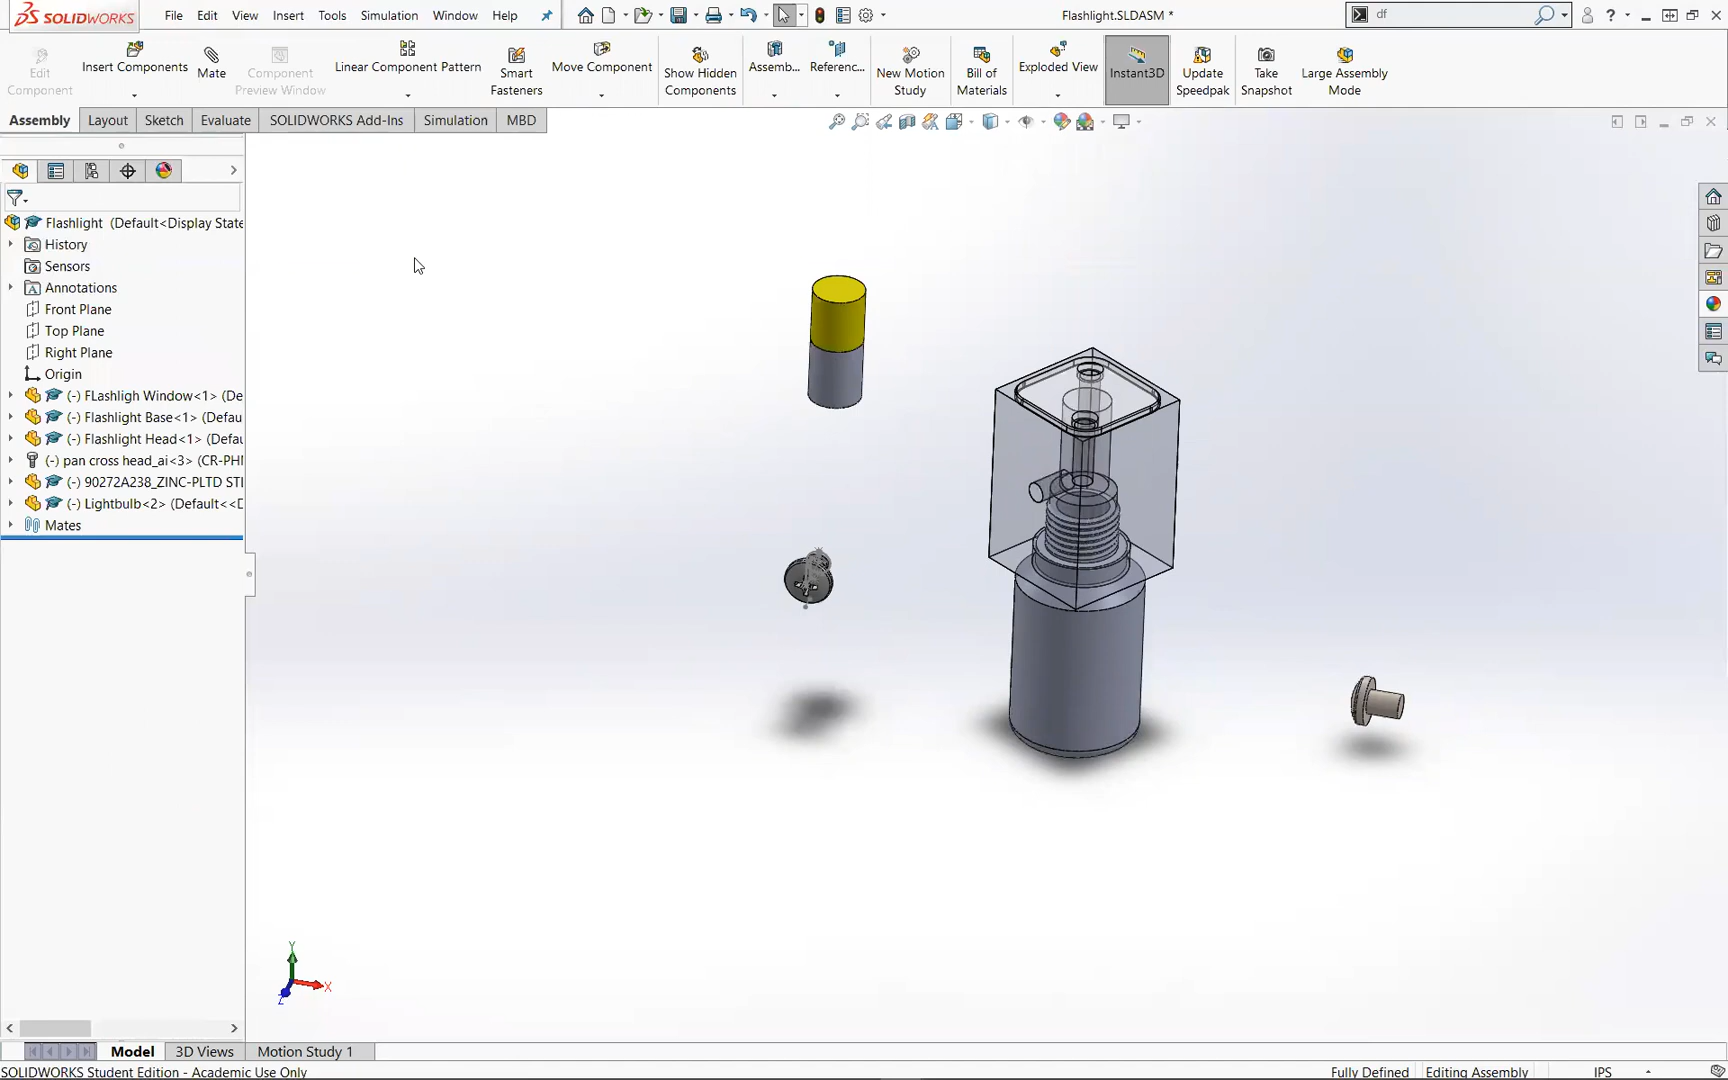 SOLIDWORKS File Edit View Insert Tools Simulation Window Help Flashlight.SLDASM * df
Edit Component
Insert Components
Mate
Component Preview Window
Linear Component Pattern
Smart Fasteners
Move Component
Show Hidden Components
Assemb...
Referenc...
New Motion Study
Bill of Materials
Exploded View
Instant3D
Update Speedpak
Take Snapshot
Large Assembly Mode
Assembly Layout Sketch Evaluate SOLIDWORKS Add-Ins Simulation MBD
Flashlight (Default<Display State
History
Sensors
Annotations
Front Plane
Top Plane
Right Plane
Origin
(-) FLashligh Window<1> (De
(-) Flashlight Base<1> (Defau
(-) Flashlight Head<1> (Defau
(-) pan cross head_ai<3> (CR-PHM
(-) 90272A238_ZINC-PLTD STE
(-) Lightbulb<2> (Default<<D
Mates
Y
X
Z
Model 3D Views Motion Study 1
SOLIDWORKS Student Edition - Academic Use Only Fully Defined Editing Assembly IPS